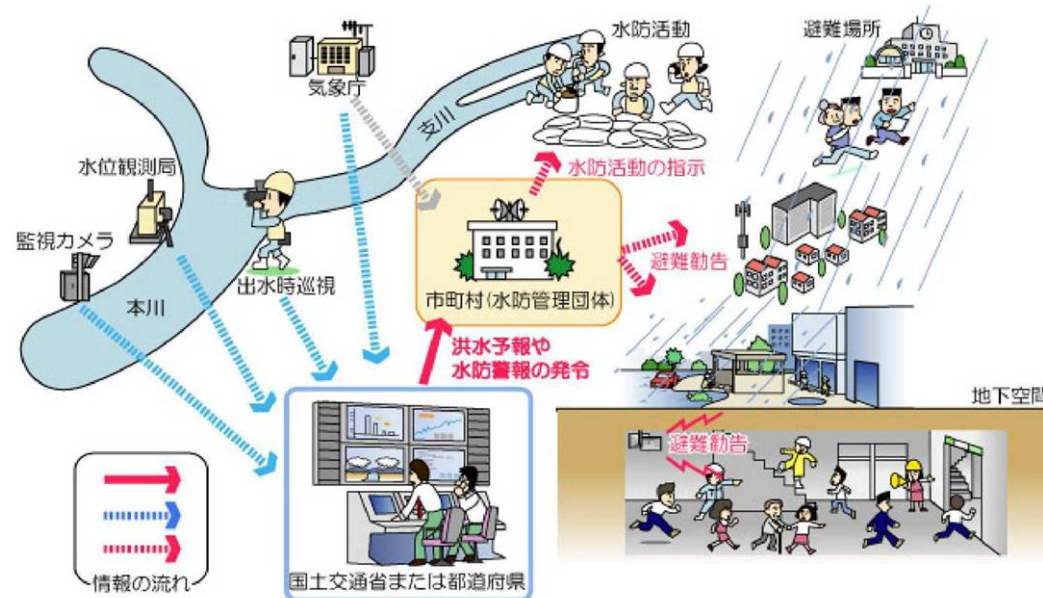 水防活動
避難場所
気象庁
支川
水位観測局
水防活動の指示
監視カメラ
避難勧告
出水時巡視
本川
市町村(水防管理団体)
洪水予報や
水防警報の発令
地下空間
避難勧告
情報の流れ
国土交通省または都道府県